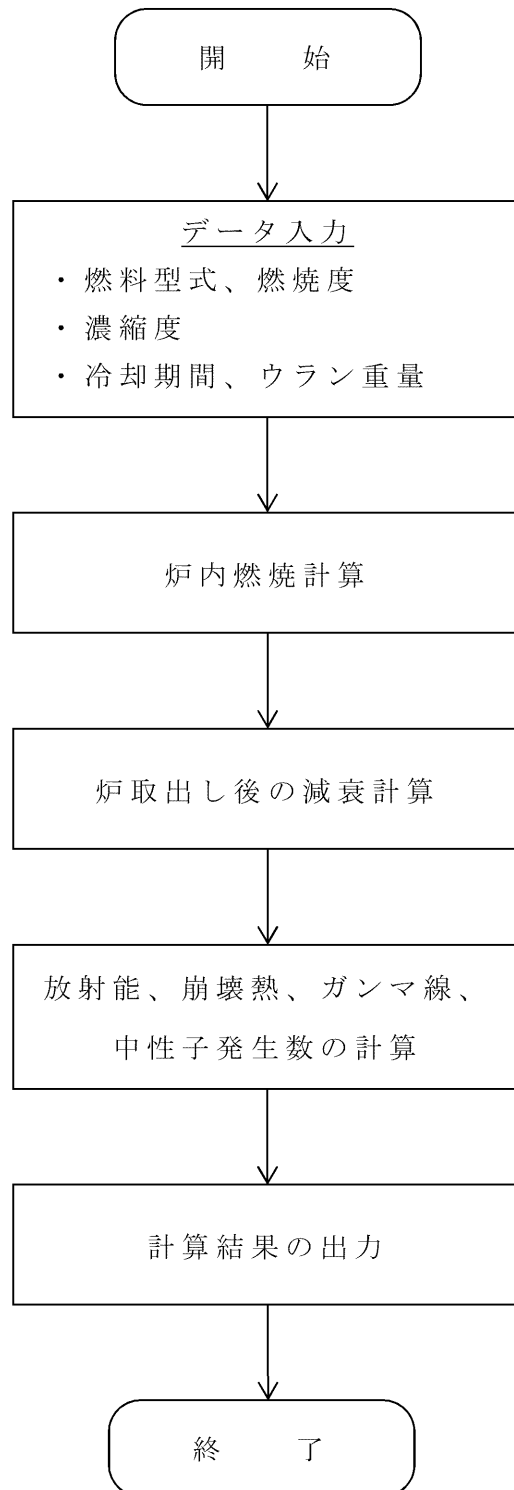 開　始
データ入力
・燃料型式、燃焼度
・濃縮度
・冷却期間、ウラン重量
炉内燃焼計算
炉取出し後の減衰計算
放射能、崩壊熱、ガンマ線、
中性子発生数の計算
計算結果の出力
終　了